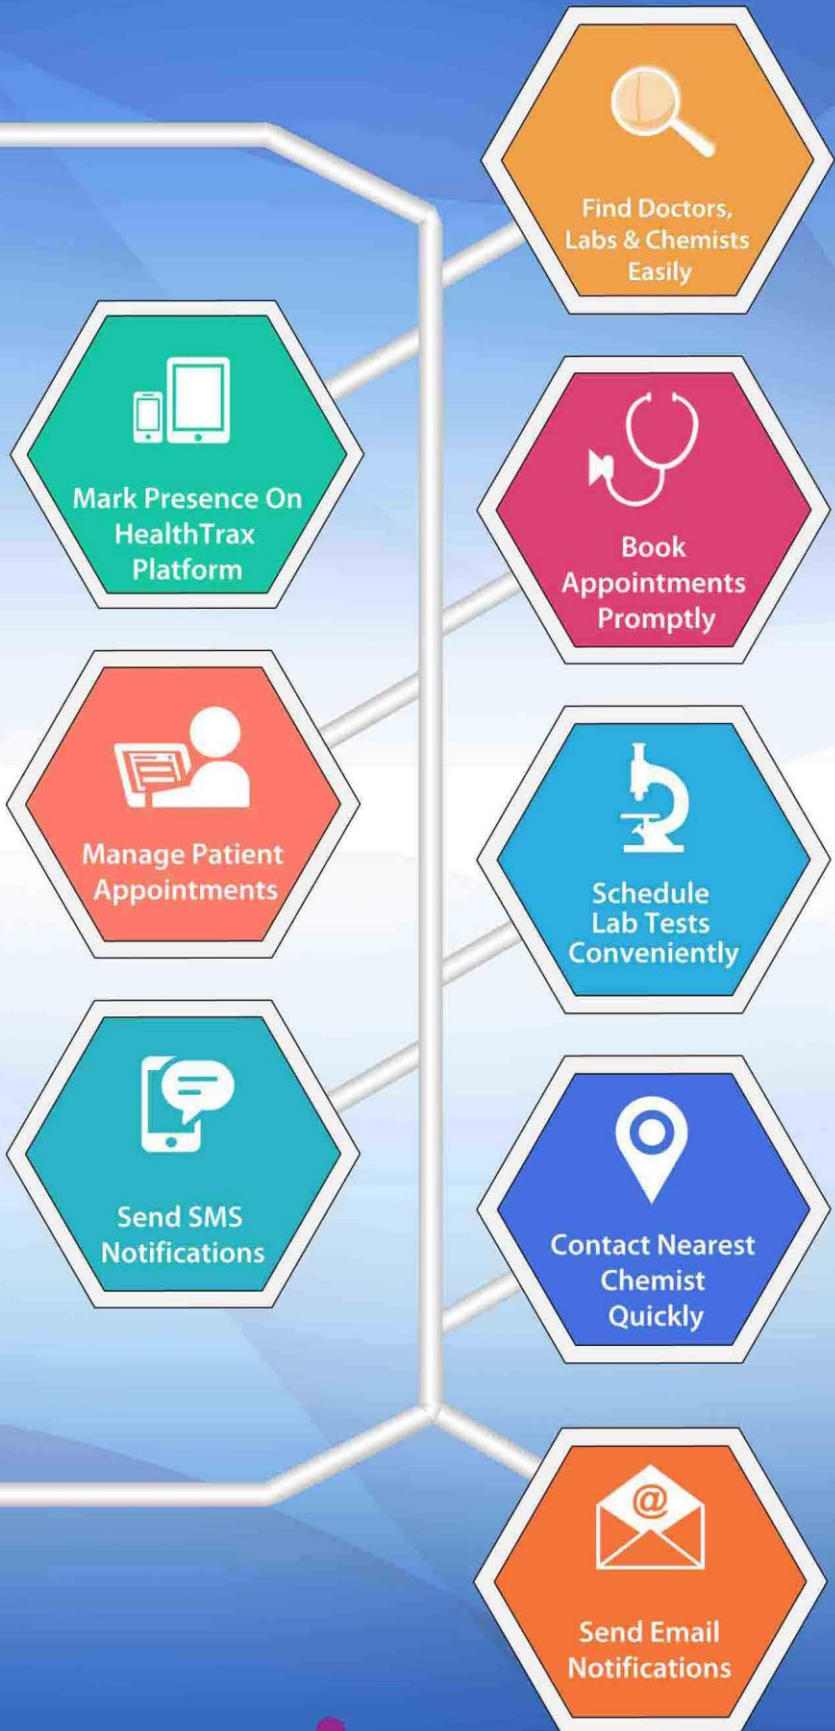 Find Doctors,
Labs & Chemists
Easily
Mark Presence On
HealthTrax
Platform
Book
Appointments
Promptly
Manage Patient
Appointments
Schedule
Lab Tests
Conveniently
Send SMS
Notifications
Contact Nearest
Chemist
Quickly
@
Send Email
Notifications